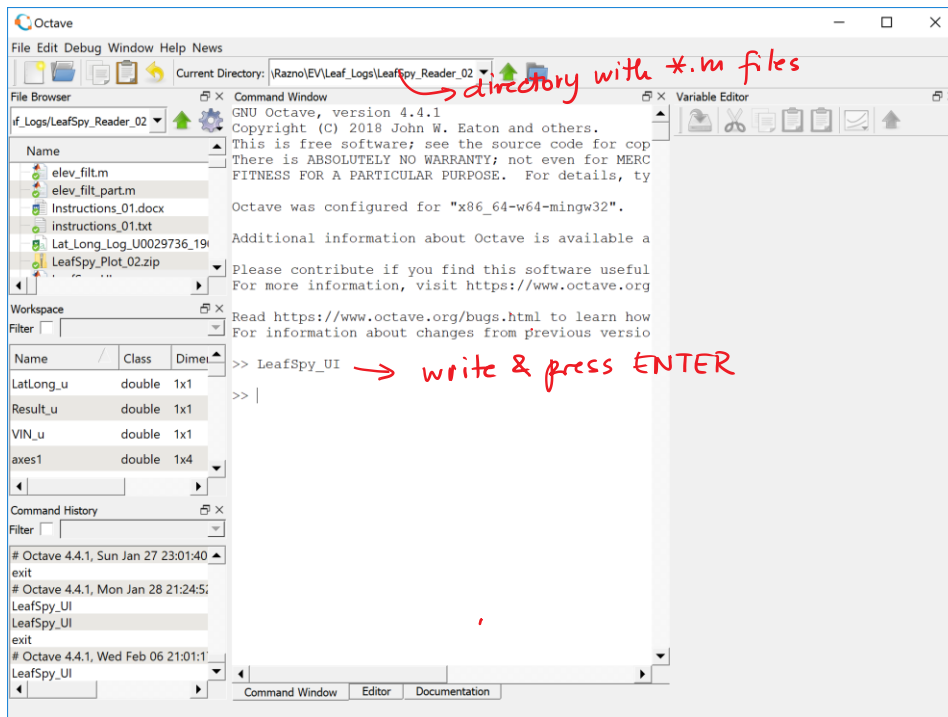 Octave
File Edit Debug Window Help News
Current Directory: \Razno\EV\Leaf_Logs\LeafSpy_Reader_02
directory with *.m files
File Browser
ıf_Logs/LeafSpy_Reader_02
Name
elev_filt.m
elev_filt_part.m
Instructions_01.docx
instructions_01.txt
Lat_Long_Log_U0029736_190
LeafSpy_Plot_02.zip
Workspace
Filter
Name Class Dimen
LatLong_u double 1x1
Result_u double 1x1
VIN_u double 1x1
axes1 double 1x4
Command History
Filter
# Octave 4.4.1, Sun Jan 27 23:01:40
exit
# Octave 4.4.1, Mon Jan 28 21:24:52
LeafSpy_UI
LeafSpy_UI
exit
# Octave 4.4.1, Wed Feb 06 21:01:1
LeafSpy_UI
Command Window
GNU Octave, version 4.4.1
Copyright (C) 2018 John W. Eaton and others.
This is free software; see the source code for cop
There is ABSOLUTELY NO WARRANTY; not even for MERC
FITNESS FOR A PARTICULAR PURPOSE.  For details, ty
Octave was configured for "x86_64-w64-mingw32".
Additional information about Octave is available a
Please contribute if you find this software useful
For more information, visit https://www.octave.org
Read https://www.octave.org/bugs.html to learn how
For information about changes from previous versio
>> LeafSpy_UI
write & press ENTER
>>
Command Window Editor Documentation
Variable Editor